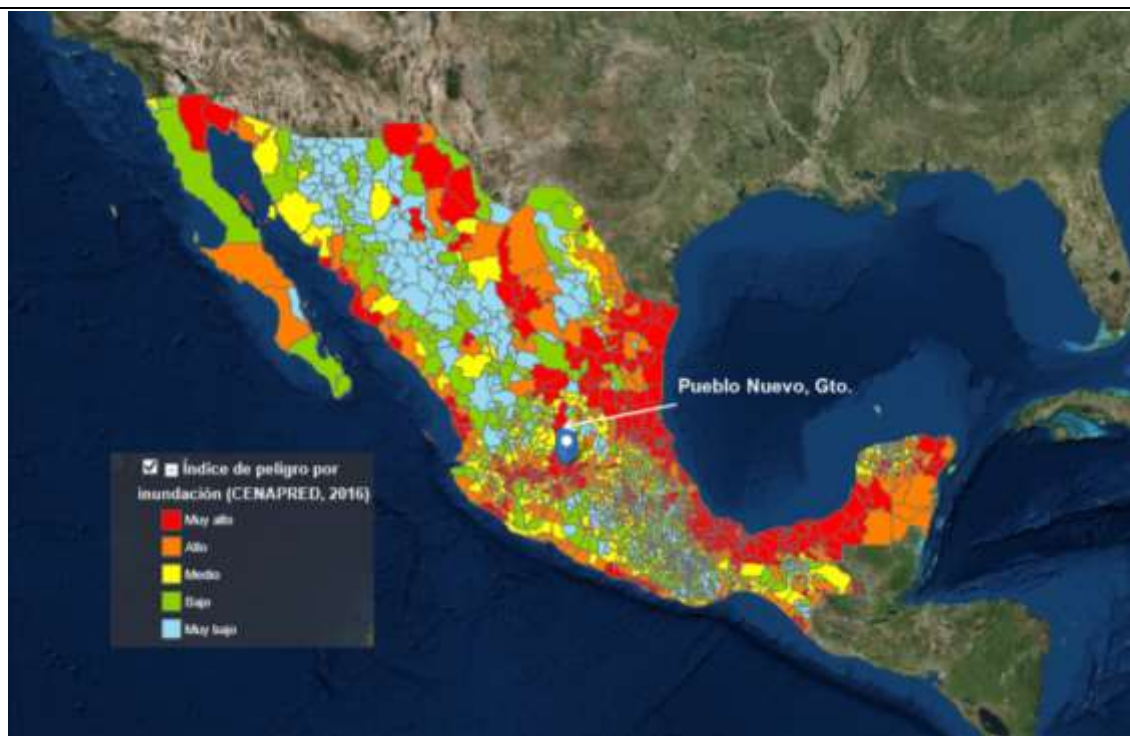 Pueblo Nuevo, Gto.
Índice de peligro por
inundación (CENAPRED, 2016)
Muy alto
Alto
Medio
Bajo
Muy bajo